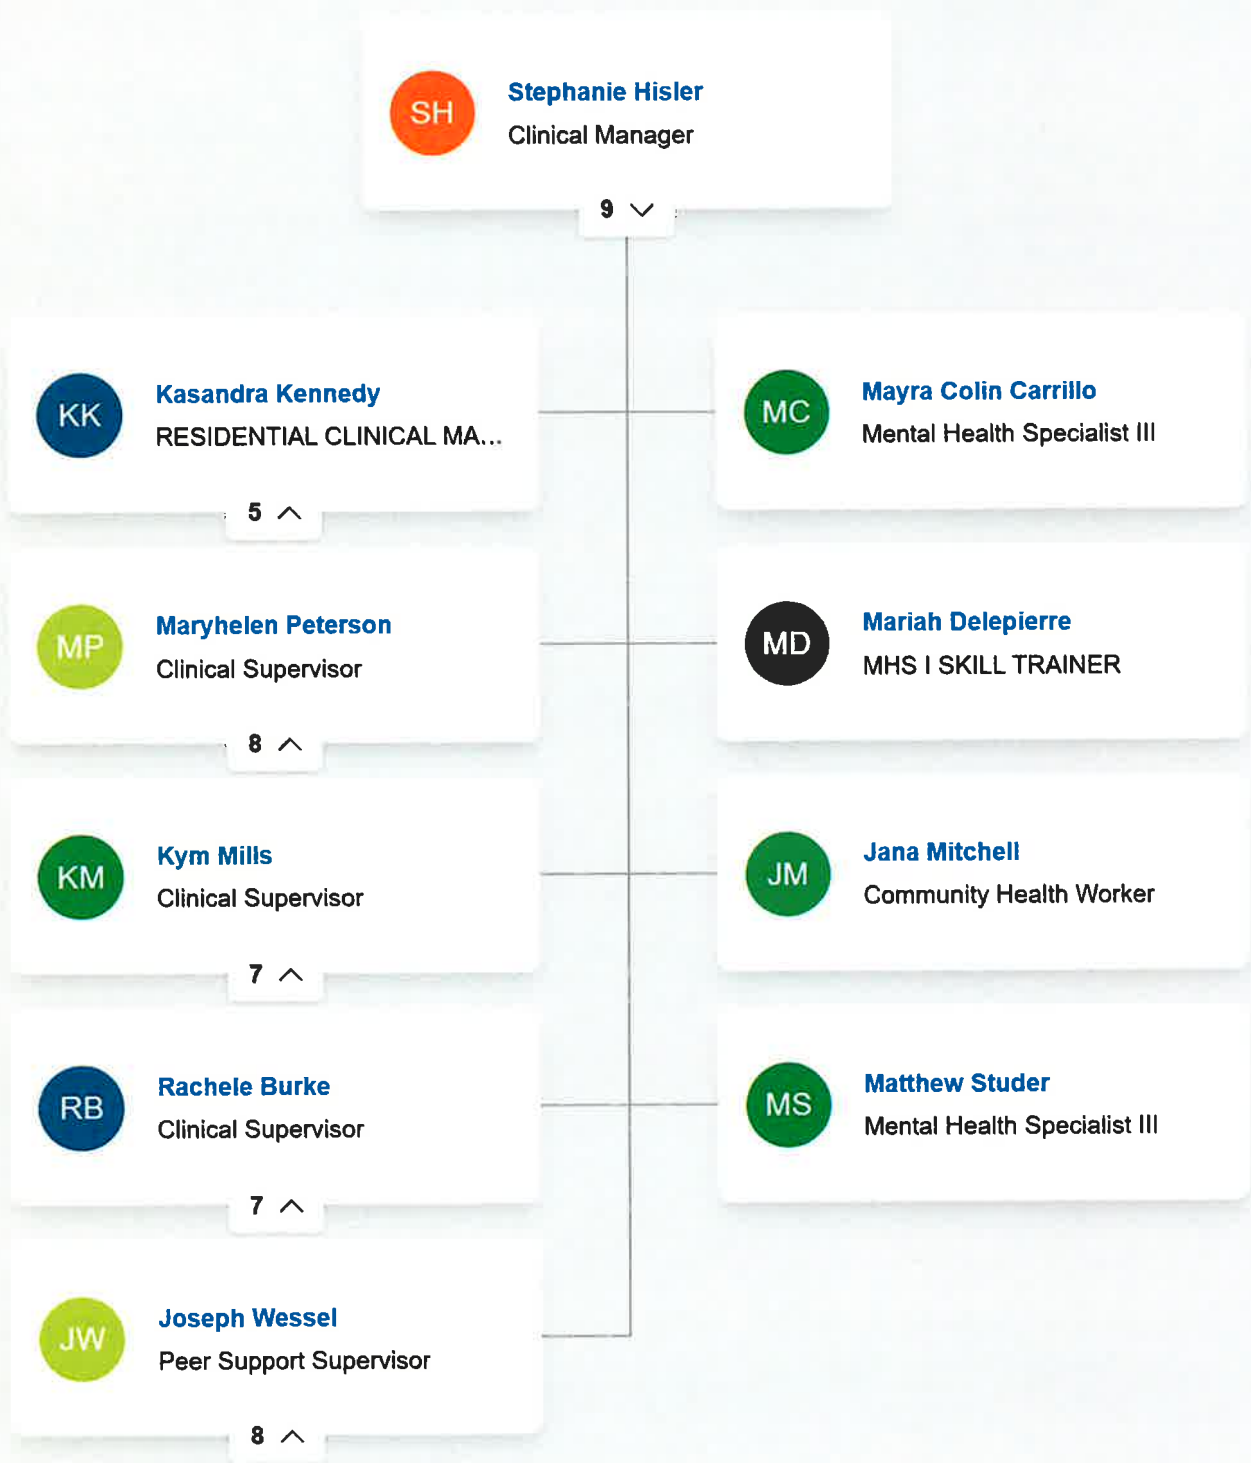 SH
Stephanie Hisler
Clinical Manager
9
KK
Kasandra Kennedy
RESIDENTIAL CLINICAL MA...
5
MC
Mayra Colin Carrillo
Mental Health Specialist III
MP
Maryhelen Peterson
Clinical Supervisor
8
MD
Mariah Delepierre
MHS I SKILL TRAINER
KM
Kym Mills
Clinical Supervisor
7
JM
Jana Mitchell
Community Health Worker
RB
Rachele Burke
Clinical Supervisor
7
MS
Matthew Studer
Mental Health Specialist III
JW
Joseph Wessel
Peer Support Supervisor
8